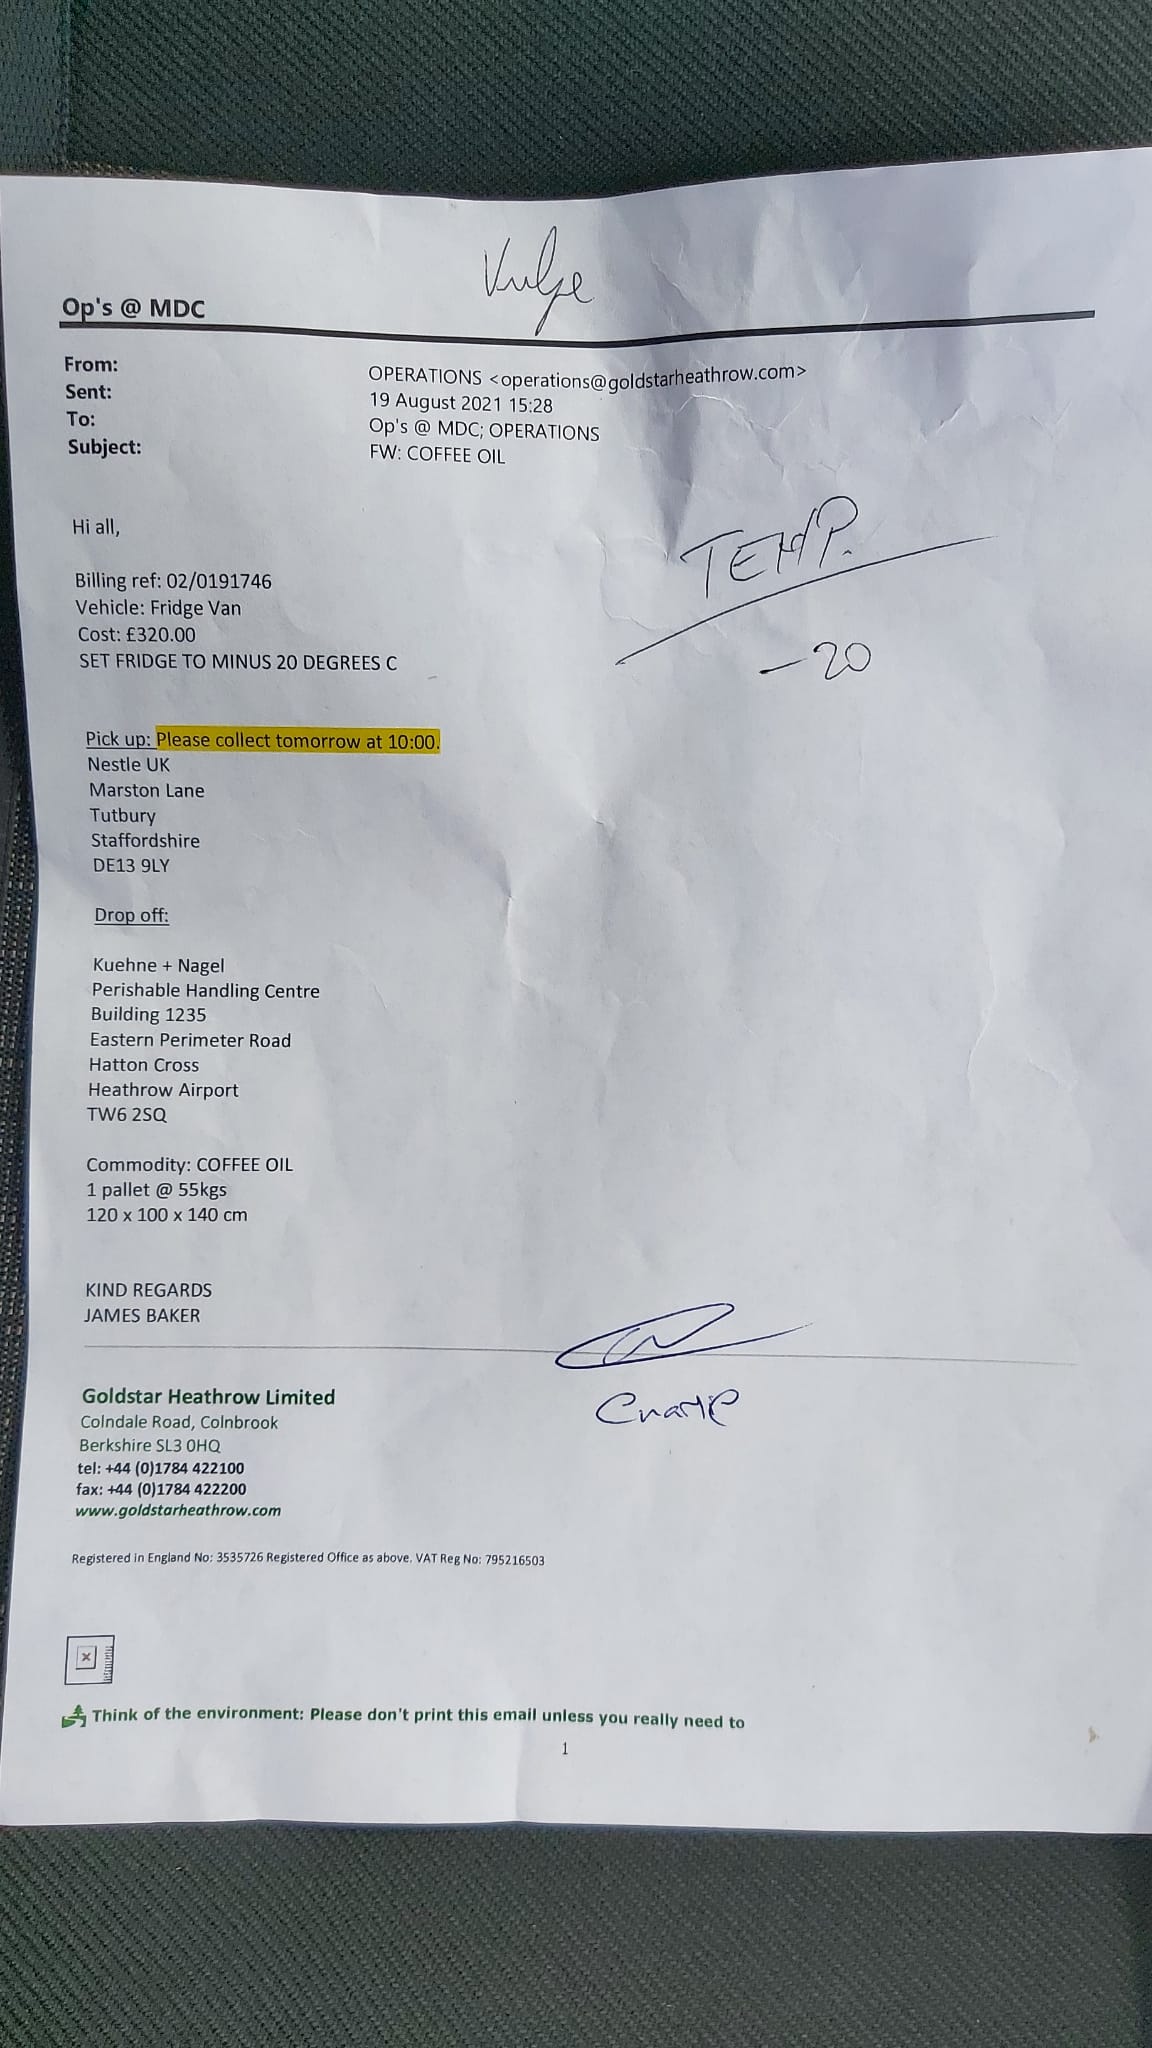 Op's @ MDC
From: OPERATIONS <operations@goldstarheathrow.com>
Sent: 19 August 2021 15:28
To: Op's @ MDC; OPERATIONS
Subject: FW: COFFEE OIL
Hi all,
TEMP.
-20
Billing ref: 02/0191746
Vehicle: Fridge Van
Cost: £320.00
SET FRIDGE TO MINUS 20 DEGREES C
Pick up: Please collect tomorrow at 10:00.
Nestle UK
Marston Lane
Tutbury
Staffordshire
DE13 9LY
Drop off:
Kuehne + Nagel
Perishable Handling Centre
Building 1235
Eastern Perimeter Road
Hatton Cross
Heathrow Airport
TW6 2SQ
Commodity: COFFEE OIL
1 pallet @ 55kgs
120 x 100 x 140 cm
KIND REGARDS
JAMES BAKER
Goldstar Heathrow Limited
Colndale Road, Colnbrook
Berkshire SL3 0HQ
tel: +44 (0)1784 422100
fax: +44 (0)1784 422200
www.goldstarheathrow.com
Registered in England No: 3535726 Registered Office as above. VAT Reg No: 795216503
Think of the environment: Please don't print this email unless you really need to
1